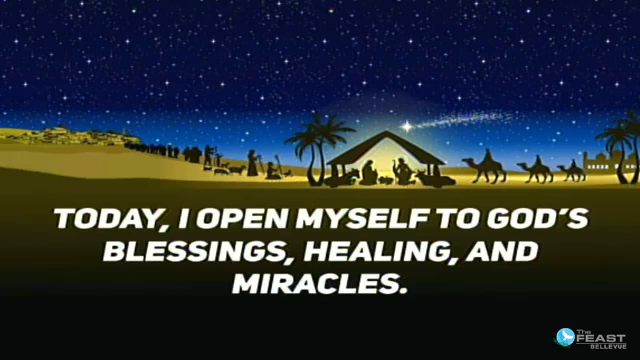 TODAY, I OPEN MYSELF TO GOD'S
BLESSINGS, HEALING, AND
MIRACLES.
The
FEAST
BELLEVUE